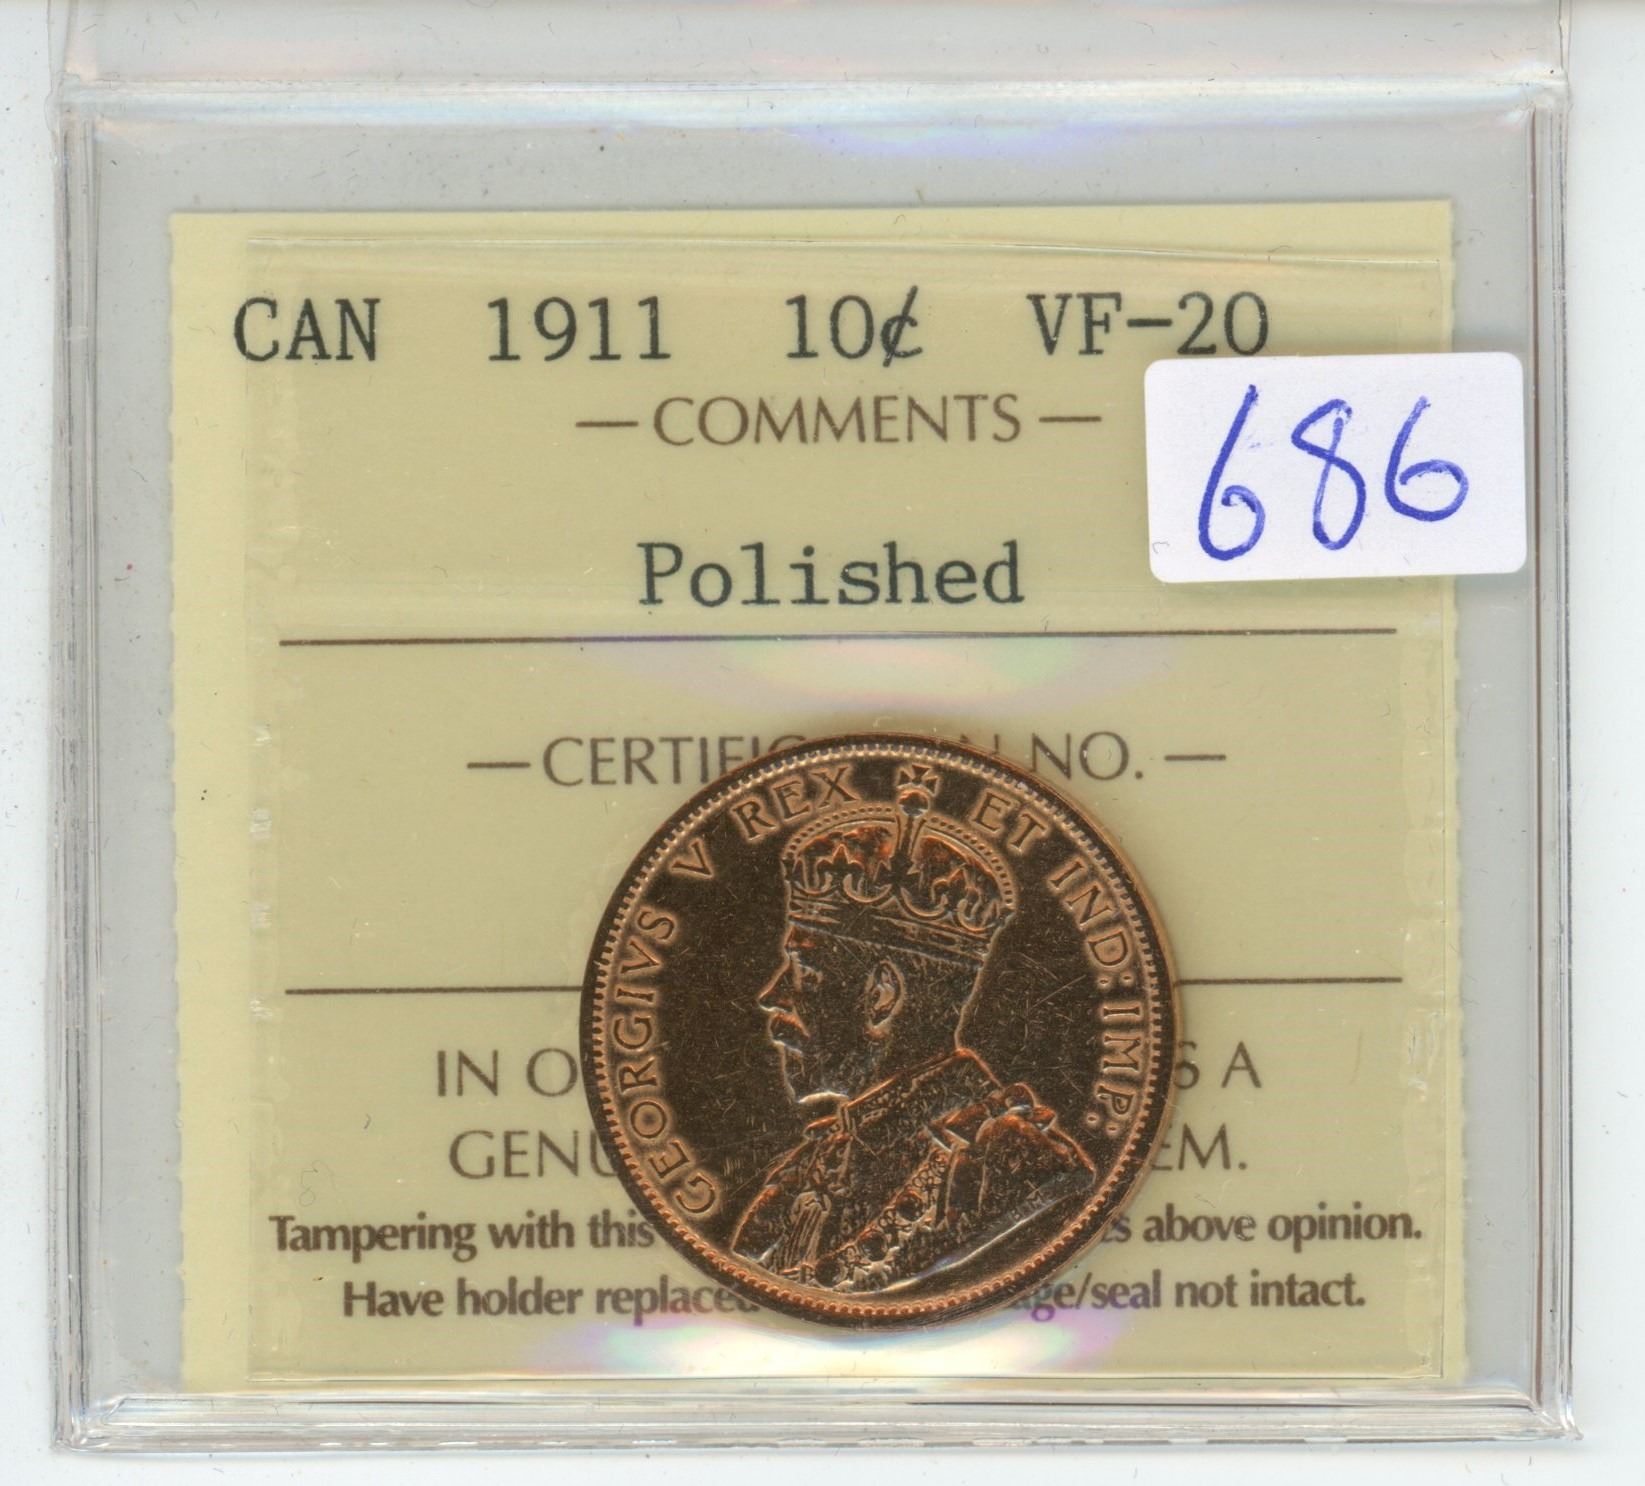 CAN 1911 10¢ VF-20
— COMMENTS —
686
Polished
— CERTIFIC N NO. —
GEORGIVS V REX ET IND: IMP:
IN O S A
GENU EM.
Tampering with this es above opinion.
Have holder replaced age/seal not intact.